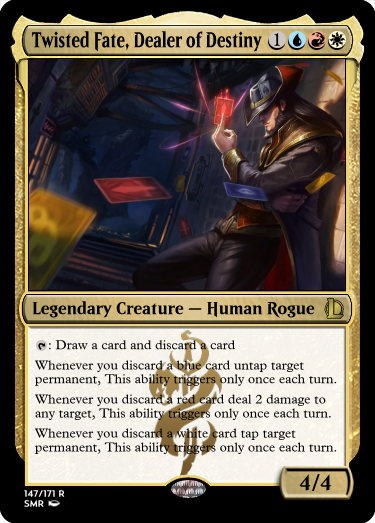 Twisted Fate, Dealer of Destiny 1
Legendary Creature — Human Rogue
: Draw a card and discard a card
Whenever you discard a blue card untap target
permanent, This ability triggers only once each turn.
Whenever you discard a red card deal 2 damage to
any target, This ability triggers only once each turn.
Whenever you discard a white card tap target
permanent, This ability triggers only once each turn.
4/4
147/171 R
SMR